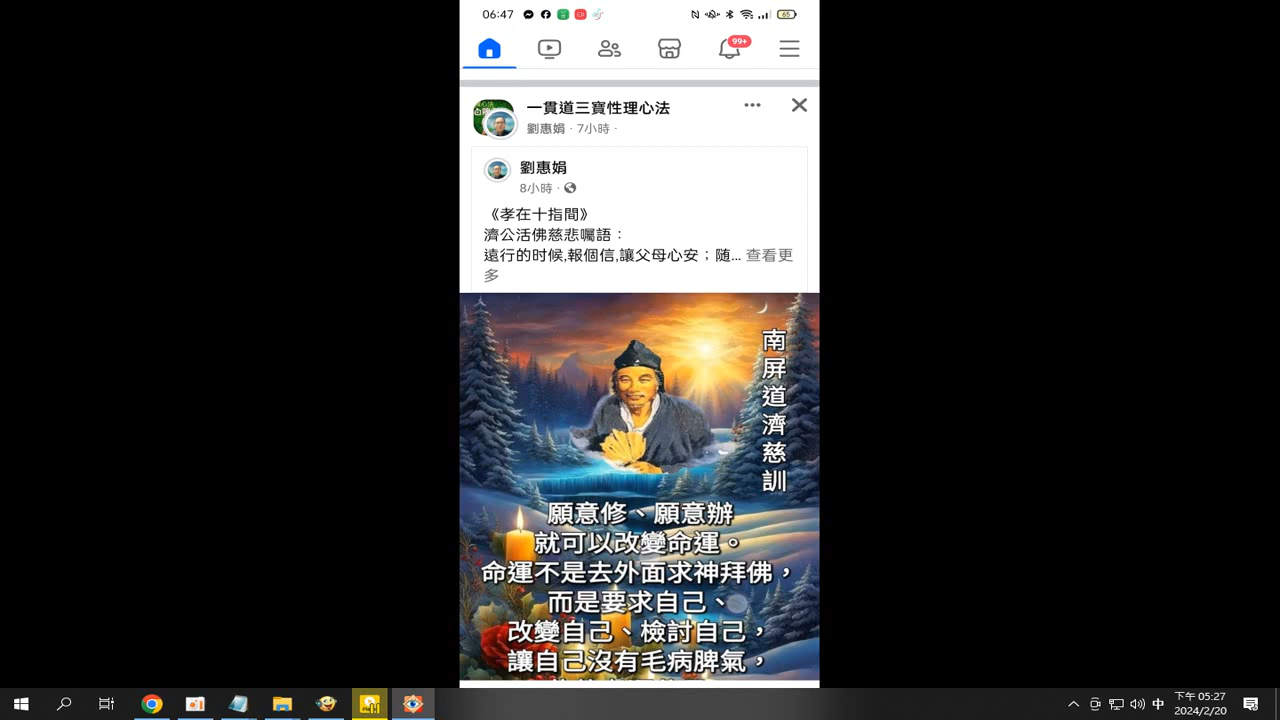 06:47
65
99+
一貫道三寶性理心法
劉惠娟 · 7小時 ·
劉惠娟
8小時 ·
《孝在十指間》
濟公活佛慈悲囑語：
遠行的时候,報個信,讓父母心安；随... 查看更
多
南屏道濟慈訓
願意修、願意辦
就可以改變命運。
命運不是去外面求神拜佛，
而是要求自己、
改變自己、檢討自己，
讓自己沒有毛病脾氣，
中
下午 05:27
2024/2/20